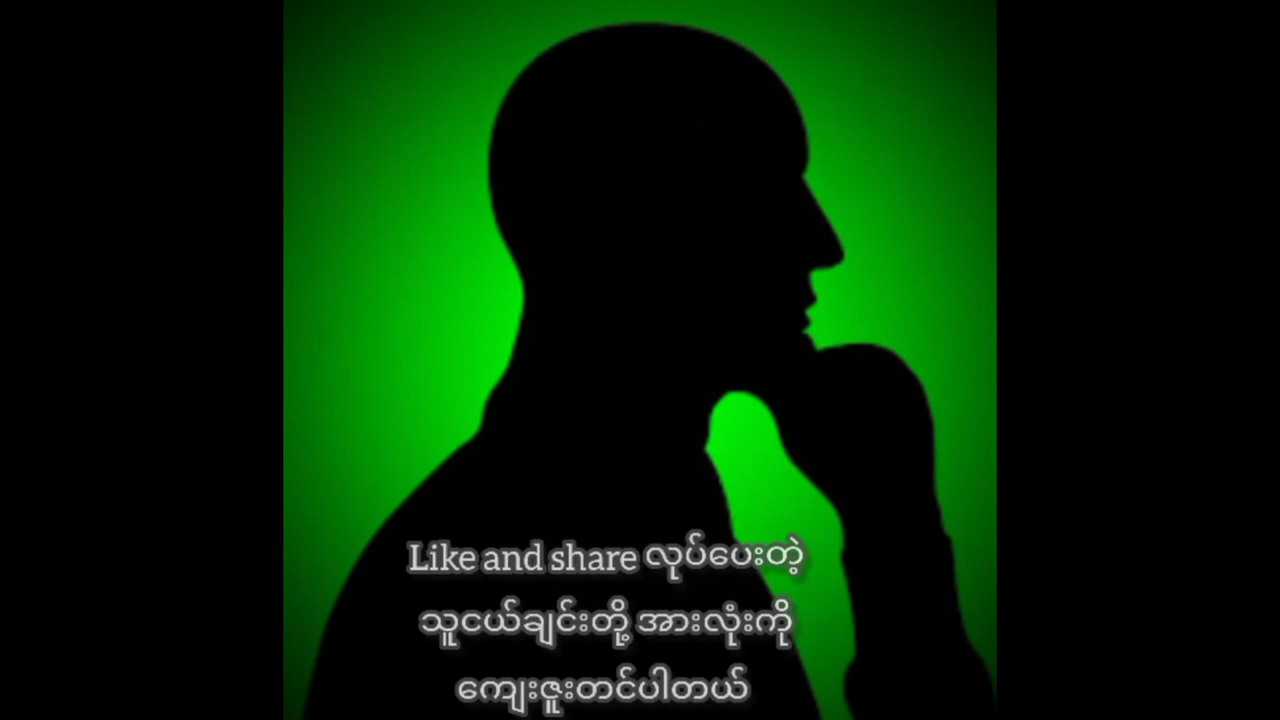 Like and share လုပ်ပေးတဲ့
သူငယ်ချင်းတို့ အားလုံးကို
ကျေးဇူးတင်ပါတယ်